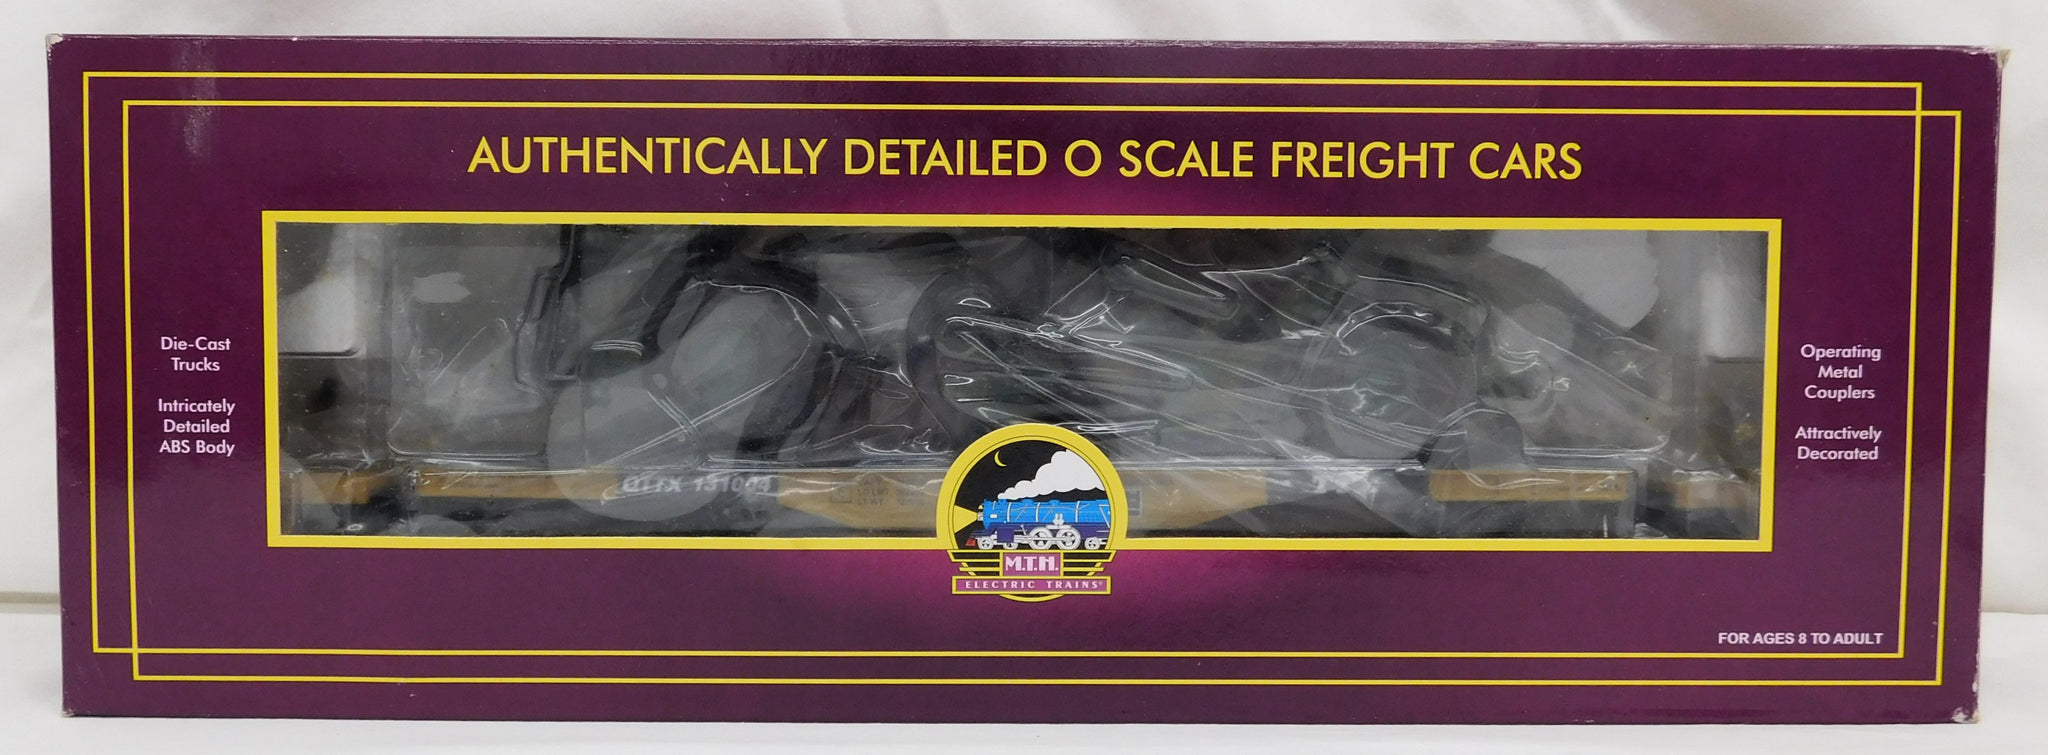 AUTHENTICALLY DETAILED O SCALE FREIGHT CARS
Die-Cast
Trucks
Intricately
Detailed
ABS Body
Operating
Metal
Couplers
Attractively
Decorated
M.T.H.
ELECTRIC TRAINS®
FOR AGES 8 TO ADULT